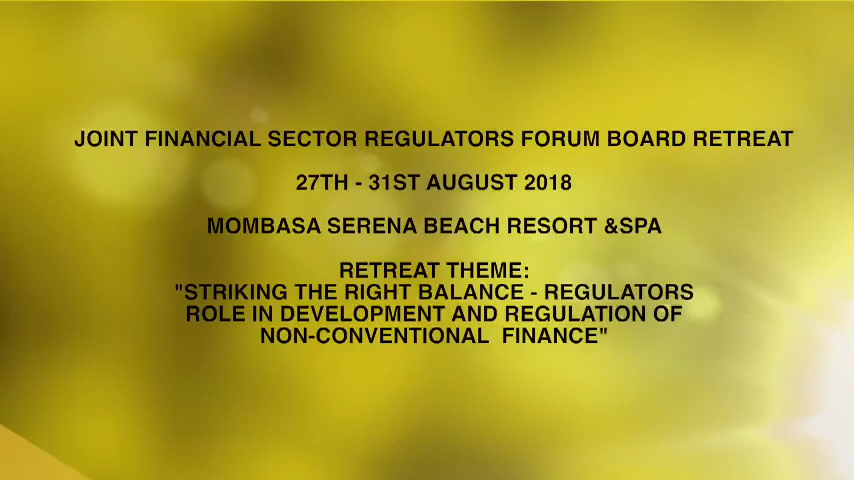 JOINT FINANCIAL SECTOR REGULATORS FORUM BOARD RETREAT
27TH - 31ST AUGUST 2018
MOMBASA SERENA BEACH RESORT &SPA
RETREAT THEME:
"STRIKING THE RIGHT BALANCE - REGULATORS
ROLE IN DEVELOPMENT AND REGULATION OF
NON-CONVENTIONAL  FINANCE"